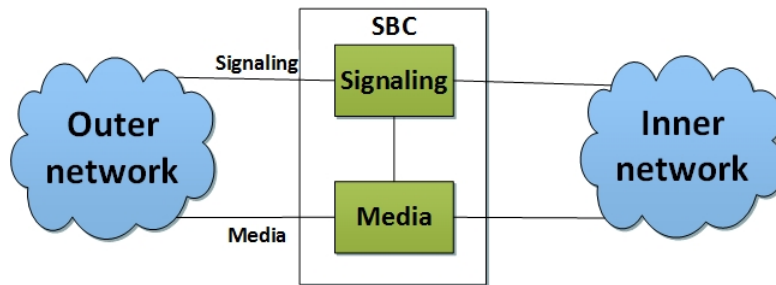 SBC
Signaling
Signaling
Outer
network
Inner
network
Media
Media